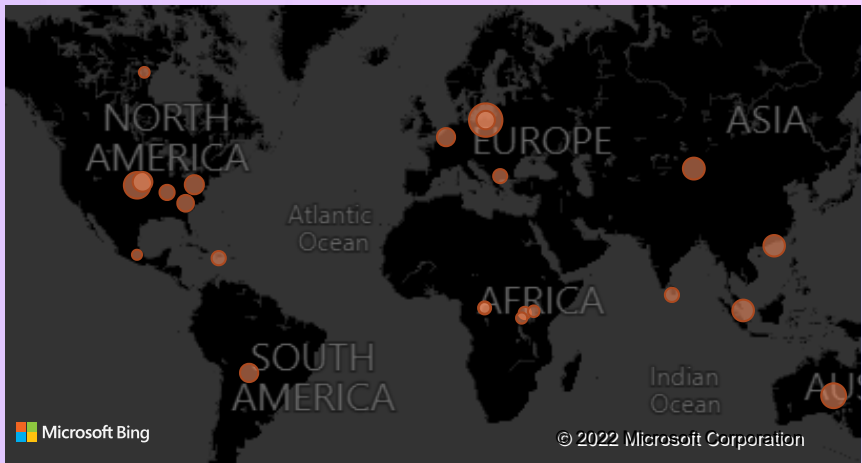 NORTH
AMERICA
ASIA
EUROPE
Atlantic
Ocean
AFRICA
SOUTH
AMERICA
Indian
Ocean
AUS
Microsoft Bing
© 2022 Microsoft Corporation